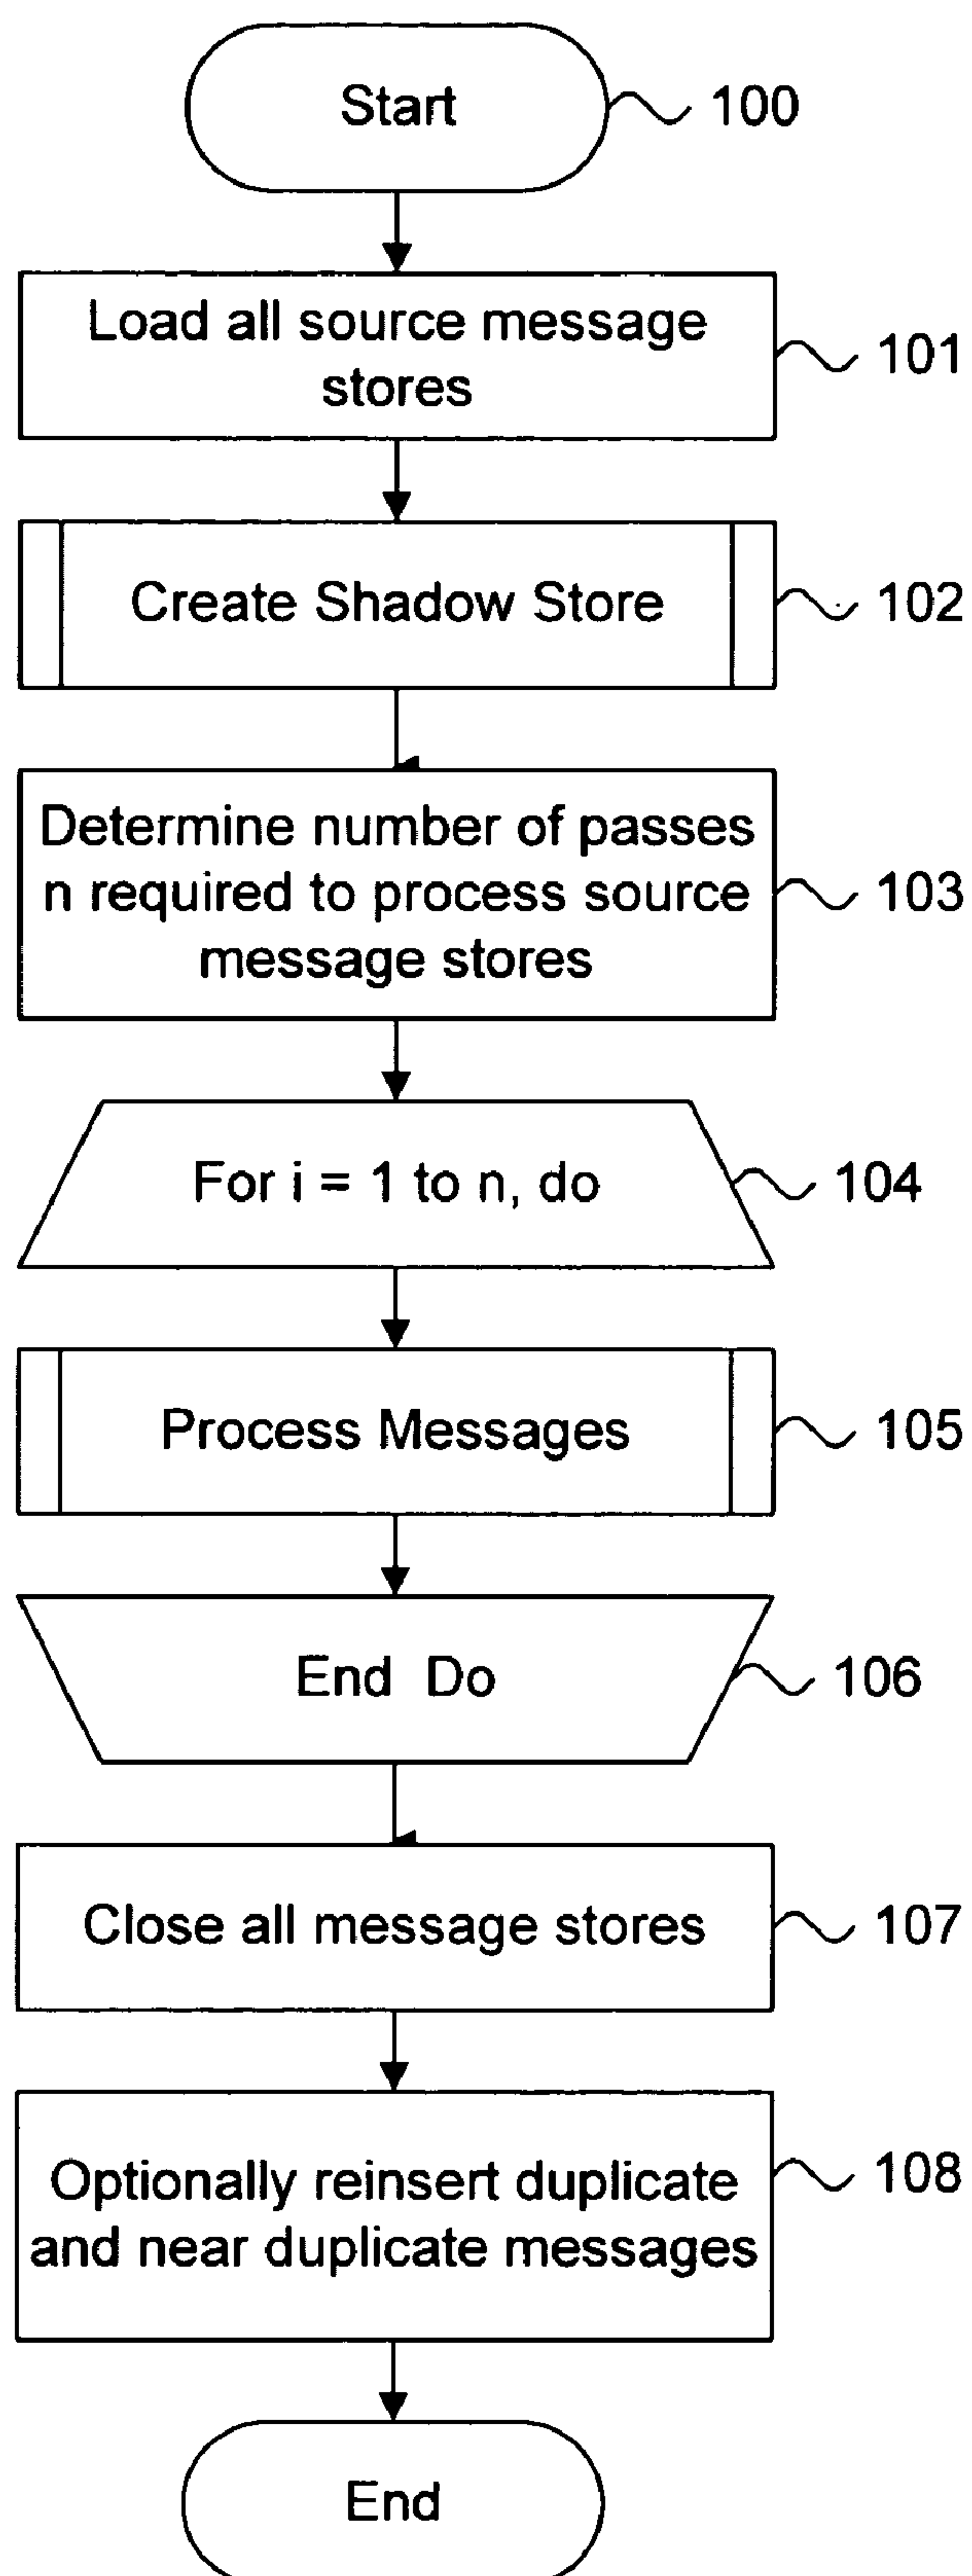 Start
100
Load all source message
stores
101
Create Shadow Store
102
Determine number of passes
n required to process source
message stores
103
For i = 1 to n, do
104
Process Messages
105
End Do
106
Close all message stores
107
Optionally reinsert duplicate
and near duplicate messages
108
End